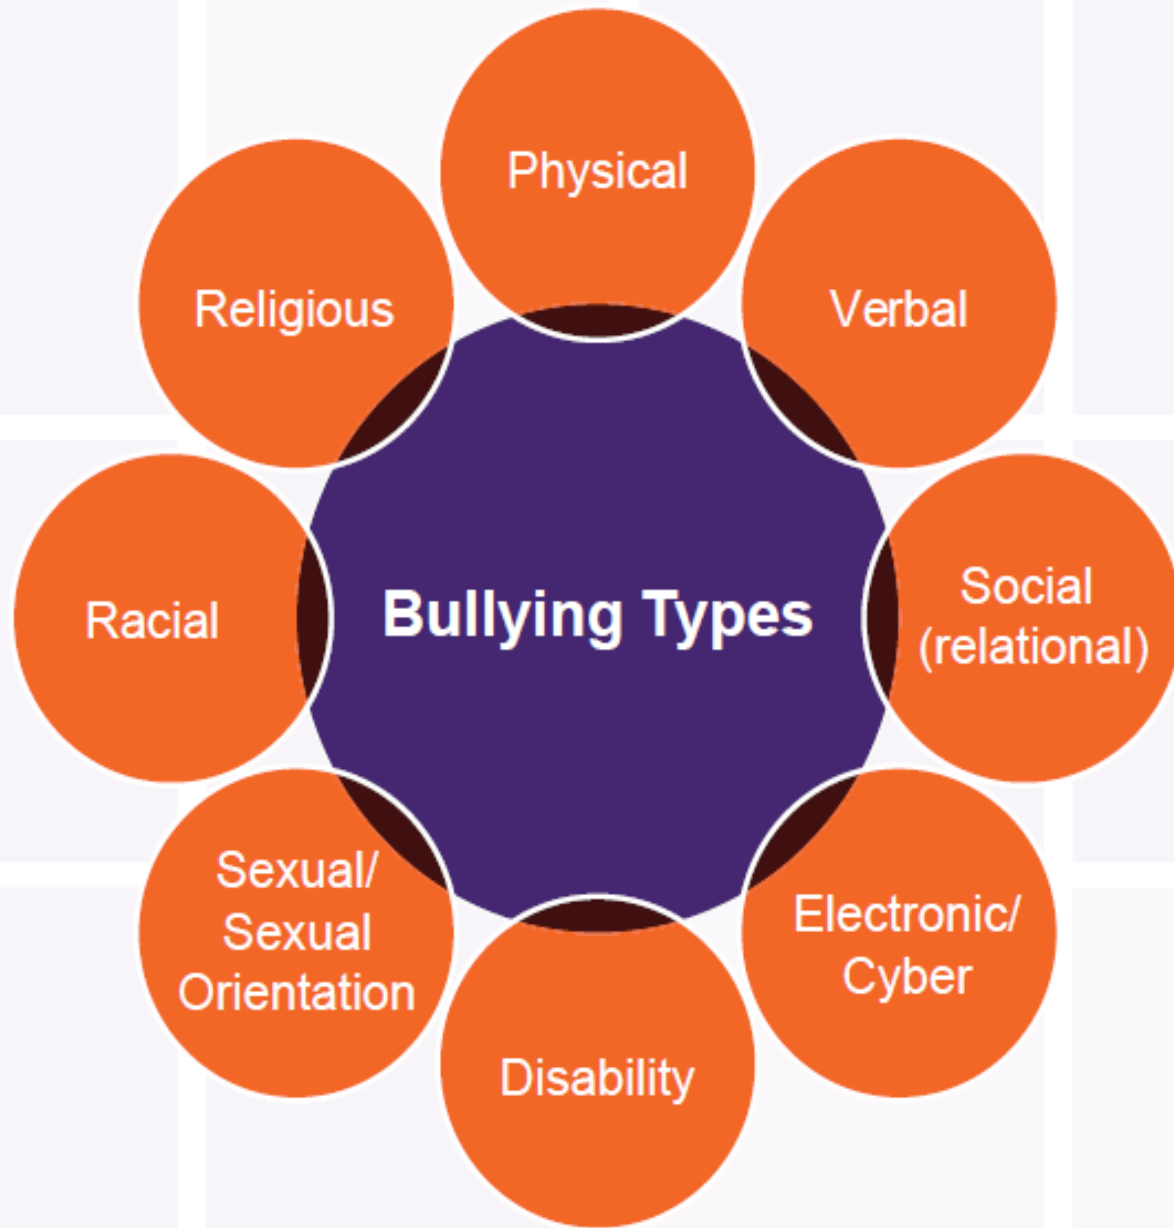 Physical
Verbal
Social
(relational)
Electronic/
Cyber
Disability
Sexual/
Sexual
Orientation
Racial
Religious
Bullying Types